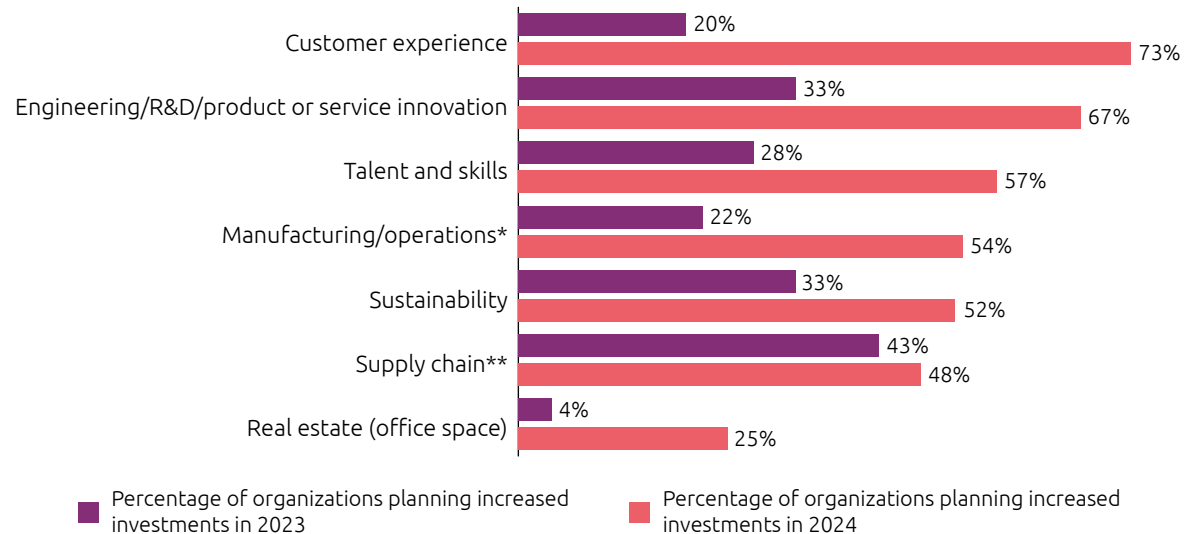 20%
Customer experience
73%
33%
Engineering/R&D/product or service innovation
67%
28%
Talent and skills
57%
22%
Manufacturing/operations*
54%
33%
Sustainability
52%
43%
Supply chain**
48%
4%
Real estate (office space)
25%
Percentage of organizations planning increased
investments in 2023
Percentage of organizations planning increased
investments in 2024